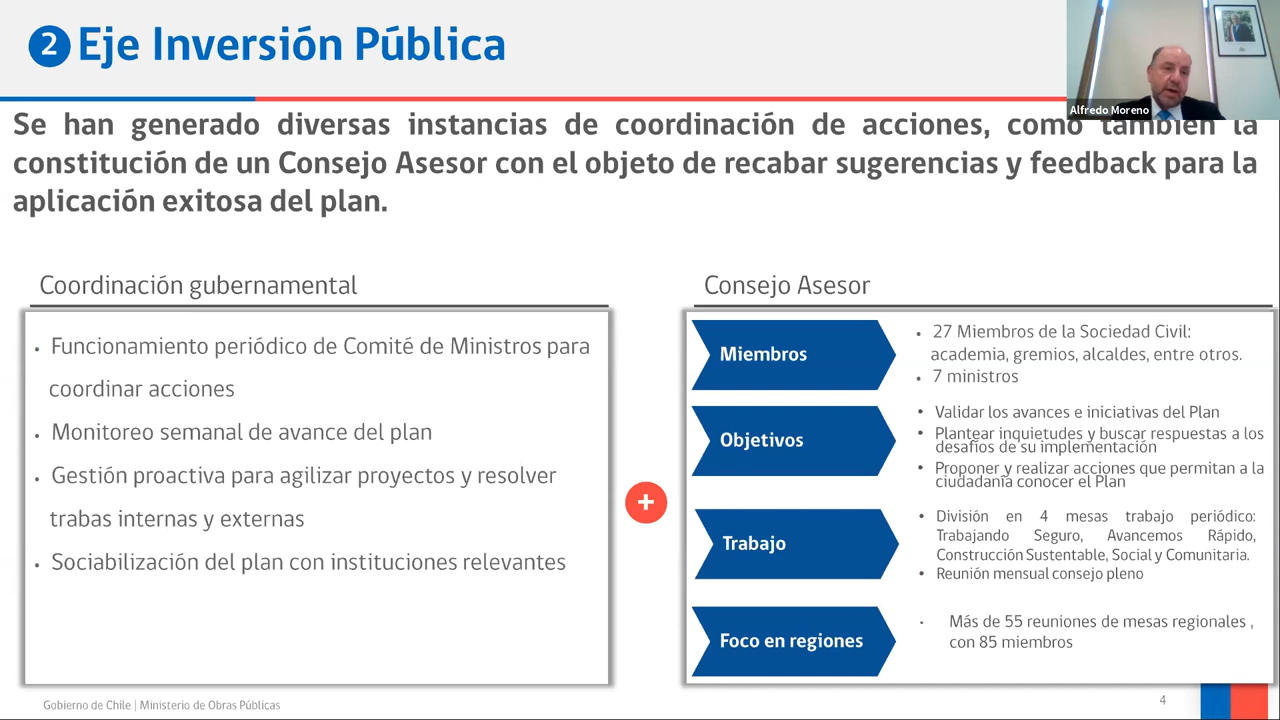 2 Eje Inversión Pública
Alfredo Moreno
Se han generado diversas instancias de coordinación de acciones, como también la
constitución de un Consejo Asesor con el objeto de recabar sugerencias y feedback para la
aplicación exitosa del plan.
Coordinación gubernamental
• Funcionamiento periódico de Comité de Ministros para
coordinar acciones
• Monitoreo semanal de avance del plan
• Gestión proactiva para agilizar proyectos y resolver
trabas internas y externas
• Sociabilización del plan con instituciones relevantes
+
Consejo Asesor
Miembros
• 27 Miembros de la Sociedad Civil:
academia, gremios, alcaldes, entre otros.
• 7 ministros
Objetivos
• Validar los avances e iniciativas del Plan
• Plantear inquietudes y buscar respuestas a los
desafíos de su implementación
• Proponer y realizar acciones que permitan a la
ciudadanía conocer el Plan
Trabajo
• División en 4 mesas trabajo periódico:
Trabajando Seguro, Avancemos Rápido,
Construcción Sustentable, Social y Comunitaria.
• Reunión mensual consejo pleno
Foco en regiones
• Más de 55 reuniones de mesas regionales ,
con 85 miembros
Gobierno de Chile | Ministerio de Obras Públicas
4